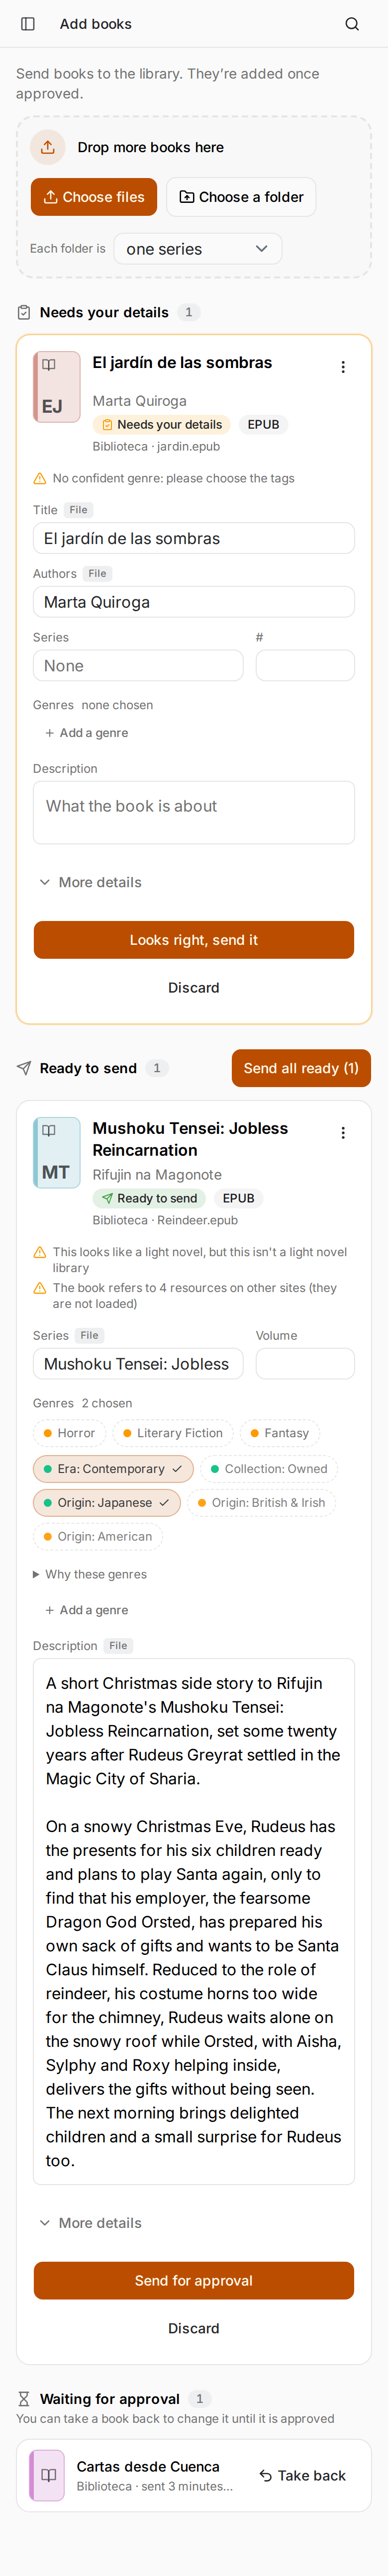 Add books
Send books to the library. They're added once
approved.
Drop more books here
Choose files
Choose a folder
Each folder is
one series
Needs your details 1
El jardín de las sombras
Marta Quiroga
EJ
Needs your details
EPUB
Biblioteca · jardin.epub
No confident genre: please choose the tags
Title File
El jardín de las sombras
Authors File
Marta Quiroga
Series
#
None
Genres none chosen
+ Add a genre
Description
What the book is about
More details
Looks right, send it
Discard
Ready to send 1
Send all ready (1)
Mushoku Tensei: Jobless
Reincarnation
MT
Rifujin na Magonote
Ready to send
EPUB
Biblioteca · Reindeer.epub
This looks like a light novel, but this isn't a light novel
library
The book refers to 4 resources on other sites (they
are not loaded)
Series File
Volume
Mushoku Tensei: Jobless
Genres 2 chosen
Horror
Literary Fiction
Fantasy
Era: Contemporary
Collection: Owned
Origin: Japanese
Origin: British & Irish
Origin: American
Why these genres
+ Add a genre
Description File
A short Christmas side story to Rifujin
na Magonote's Mushoku Tensei:
Jobless Reincarnation, set some twenty
years after Rudeus Greyrat settled in the
Magic City of Sharia.
On a snowy Christmas Eve, Rudeus has
the presents for his six children ready
and plans to play Santa again, only to
find that his employer, the fearsome
Dragon God Orsted, has prepared his
own sack of gifts and wants to be Santa
Claus himself. Reduced to the role of
reindeer, his costume horns too wide
for the chimney, Rudeus waits alone on
the snowy roof while Orsted, with Aisha,
Sylphy and Roxy helping inside,
delivers the gifts without being seen.
The next morning brings delighted
children and a small surprise for Rudeus
too.
More details
Send for approval
Discard
Waiting for approval 1
You can take a book back to change it until it is approved
Cartas desde Cuenca
Biblioteca · sent 3 minutes...
Take back